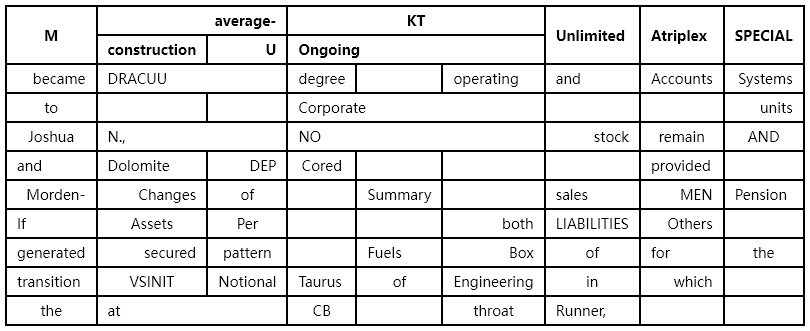 M average- KT Unlimited Atriplex SPECIAL
construction U Ongoing
became DRACUU degree operating and Accounts Systems
to Corporate units
Joshua N., NO stock remain AND
and Dolomite DEP Cored provided
Morden- Changes of Summary sales MEN Pension
If Assets Per both LIABILITIES Others
generated secured pattern Fuels Box of for the
transition VSINIT Notional Taurus of Engineering in which
the at CB throat Runner,